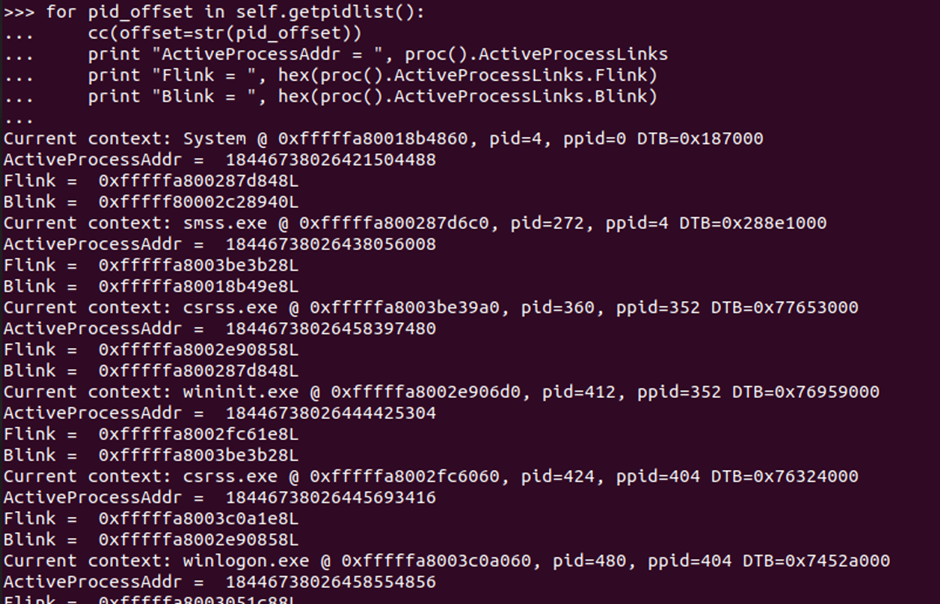 >>> for pid_offset in self.getpidlist():
...     cc(offset=str(pid_offset))
...     print "ActiveProcessAddr = ", proc().ActiveProcessLinks
...     print "Flink = ", hex(proc().ActiveProcessLinks.Flink)
...     print "Blink = ", hex(proc().ActiveProcessLinks.Blink)
...
Current context: System @ 0xfffffa80018b4860, pid=4, ppid=0 DTB=0x187000
ActiveProcessAddr =  18446738026421504488
Flink =  0xfffffa800287d848L
Blink =  0xfffff80002c28940L
Current context: smss.exe @ 0xfffffa800287d6c0, pid=272, ppid=4 DTB=0x288e1000
ActiveProcessAddr =  18446738026438056008
Flink =  0xfffffa8003be3b28L
Blink =  0xfffffa80018b49e8L
Current context: csrss.exe @ 0xfffffa8003be39a0, pid=360, ppid=352 DTB=0x77653000
ActiveProcessAddr =  18446738026458397480
Flink =  0xfffffa8002e90858L
Blink =  0xfffffa800287d848L
Current context: wininit.exe @ 0xfffffa8002e906d0, pid=412, ppid=352 DTB=0x76959000
ActiveProcessAddr =  18446738026444425304
Flink =  0xfffffa8002fc61e8L
Blink =  0xfffffa8003be3b28L
Current context: csrss.exe @ 0xfffffa8002fc6060, pid=424, ppid=404 DTB=0x76324000
ActiveProcessAddr =  18446738026445693416
Flink =  0xfffffa8003c0a1e8L
Blink =  0xfffffa8002e90858L
Current context: winlogon.exe @ 0xfffffa8003c0a060, pid=480, ppid=404 DTB=0x7452a000
ActiveProcessAddr =  18446738026458554856
Flink =  0xfffffa8003051c88L